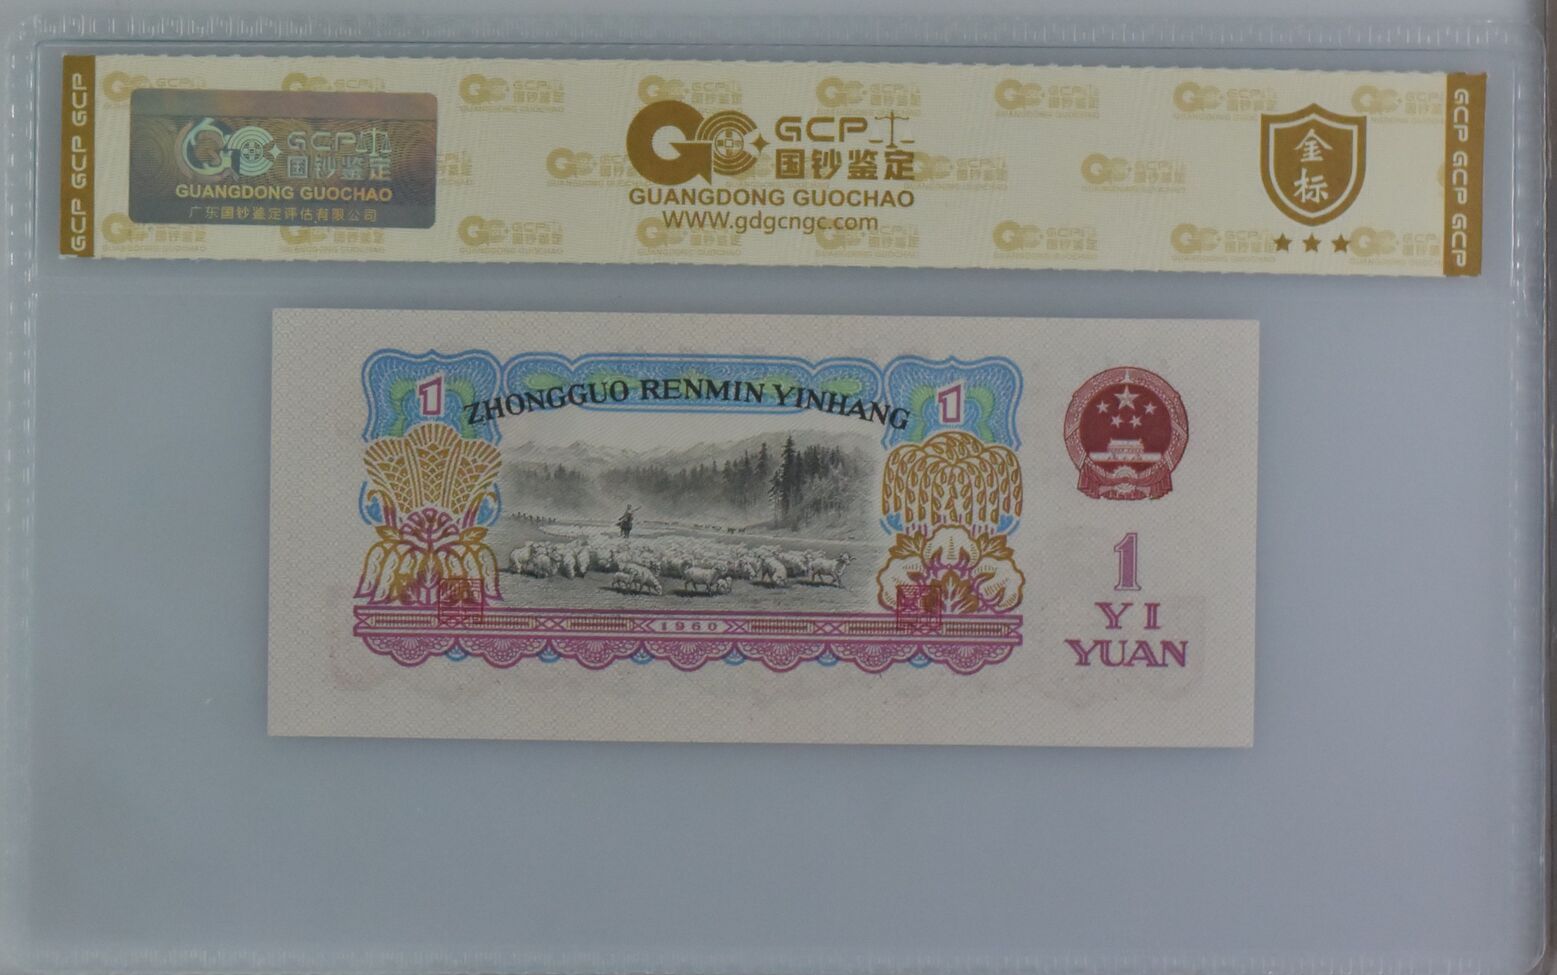 GCP GCP GCP
GCP
国钞鉴定
GUANGDONG GUOCHAO
广东国钞鉴定评估有限公司
GCP
国钞鉴定
GUANGDONG GUOCHAO
WWW.gdgcngc.com
金标
GCP GCP GCP
1
ZHONGGUO RENMIN YINHANG
1
1960
1
YI
YUAN